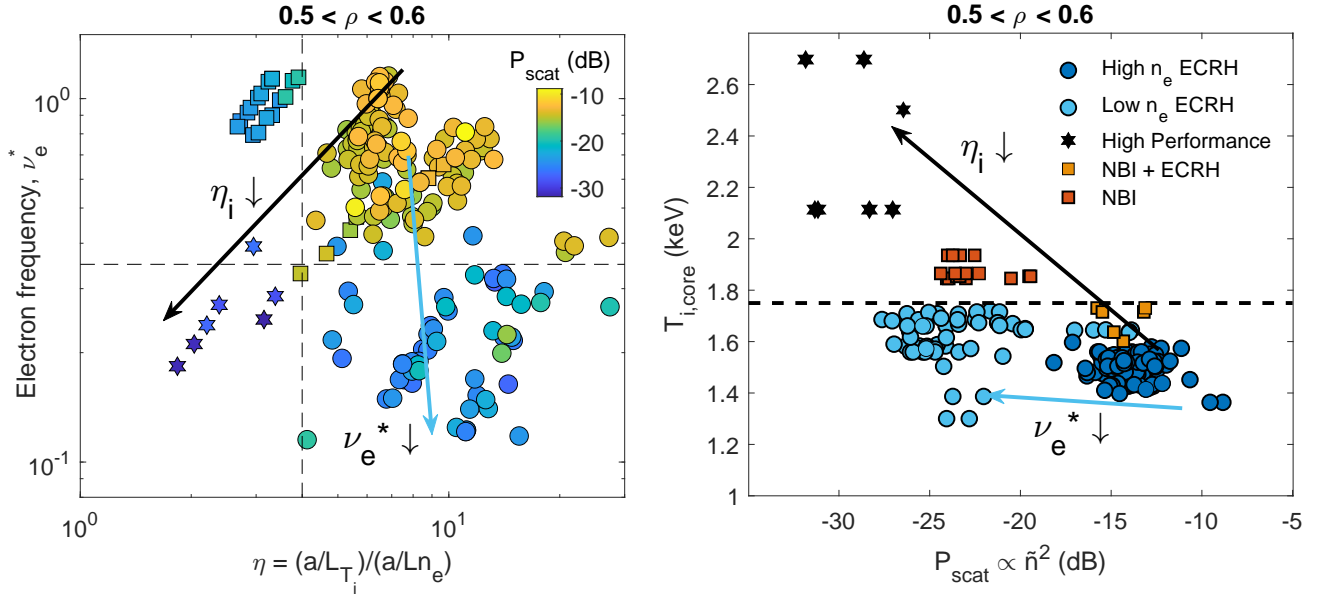 0.5 < ρ < 0.6
P_scat (dB)
-10
-20
-30
η_i ↓
ν_e^* ↓
10^0
10^-1
Electron frequency, ν_e^*
10^0
10^1
η = (a/L_T_i)/(a/Ln_e)
0.5 < ρ < 0.6
High n_e ECRH
Low n_e ECRH
High Performance
NBI + ECRH
NBI
η_i ↓
ν_e^* ↓
2.8
2.6
2.4
2.2
2
1.8
1.6
1.4
1.2
1
T_i,core (keV)
-30
-25
-20
-15
-10
-5
P_scat ∝ ñ² (dB)